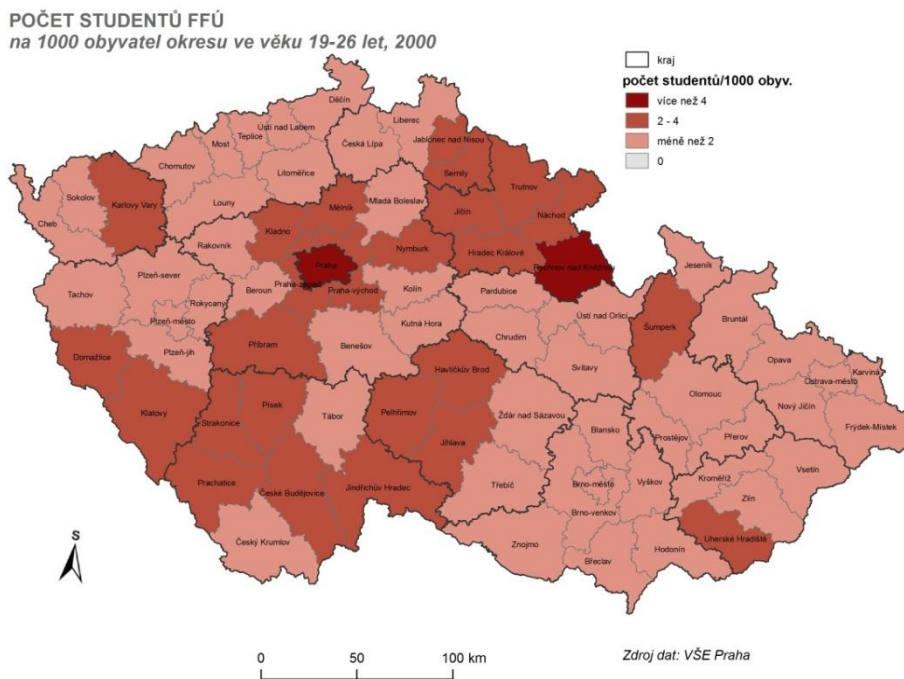 POČET STUDENTŮ FFÚ
na 1000 obyvatel okresu ve věku 19-26 let, 2000
kraj
počet studentů/1000 obyv.
více než 4
2 - 4
méně než 2
0
Děčín
Liberec
Ústí nad Labem
Teplice
Jablonec nad Nisou
Most
Česká Lípa
Chomutov
Litoměřice
Semily
Trutnov
Sokolov
Karlovy Vary
Louny
Mělník
Mladá Boleslav
Jičín
Náchod
Cheb
Kladno
Rakovník
Nymburk
Hradec Králové
Praha
Rychnov nad Kněžnou
Jeseník
Plzeň-sever
Tachov
Rokycany
Beroun
Praha-západ
Praha-východ
Kolín
Pardubice
Ústí nad Orlicí
Šumperk
Bruntál
Plzeň-město
Kutná Hora
Chrudim
Plzeň-jih
Příbram
Benešov
Svitavy
Opava
Karviná
Domažlice
Havlíčkův Brod
Ostrava-město
Olomouc
Nový Jičín
Klatovy
Strakonice
Písek
Tábor
Pelhřimov
Žďár nad Sázavou
Blansko
Frýdek-Místek
Jihlava
Prostějov
Přerov
Vsetín
Prachatice
České Budějovice
Jindřichův Hradec
Třebíč
Brno-město
Vyškov
Kroměříž
Zlín
Brno-venkov
Český Krumlov
Znojmo
Uherské Hradiště
Hodonín
Břeclav
S
0 50 100 km
Zdroj dat: VŠE Praha